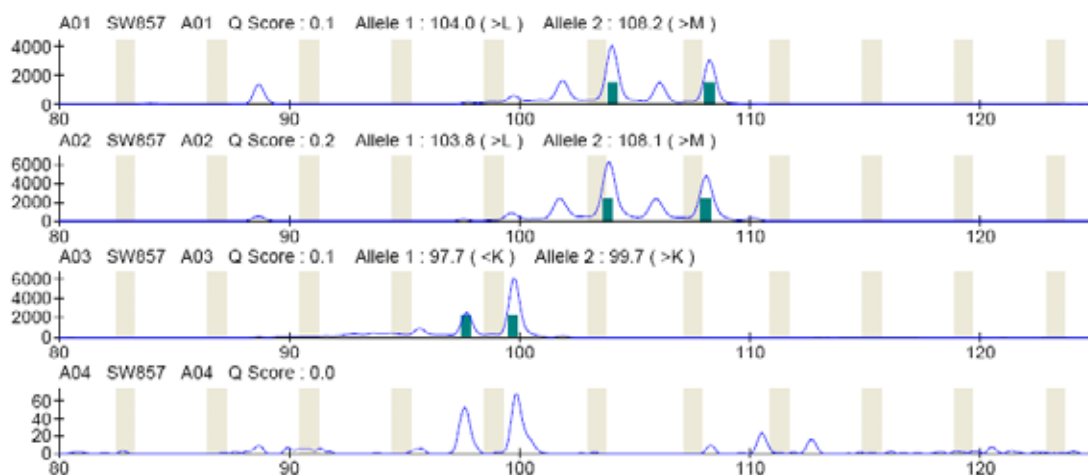 A01 SW857 A01 Q Score : 0.1 Allele 1 : 104.0 ( >L ) Allele 2 : 108.2 ( >M )
4000
2000
0
80 90 100 110 120
A02 SW857 A02 Q Score : 0.2 Allele 1 : 103.8 ( >L ) Allele 2 : 108.1 ( >M )
6000
4000
2000
0
80 90 100 110 120
A03 SW857 A03 Q Score : 0.1 Allele 1 : 97.7 ( <K ) Allele 2 : 99.7 ( >K )
6000
4000
2000
0
80 90 100 110 120
A04 SW857 A04 Q Score : 0.0
60
40
20
0
80 90 100 110 120